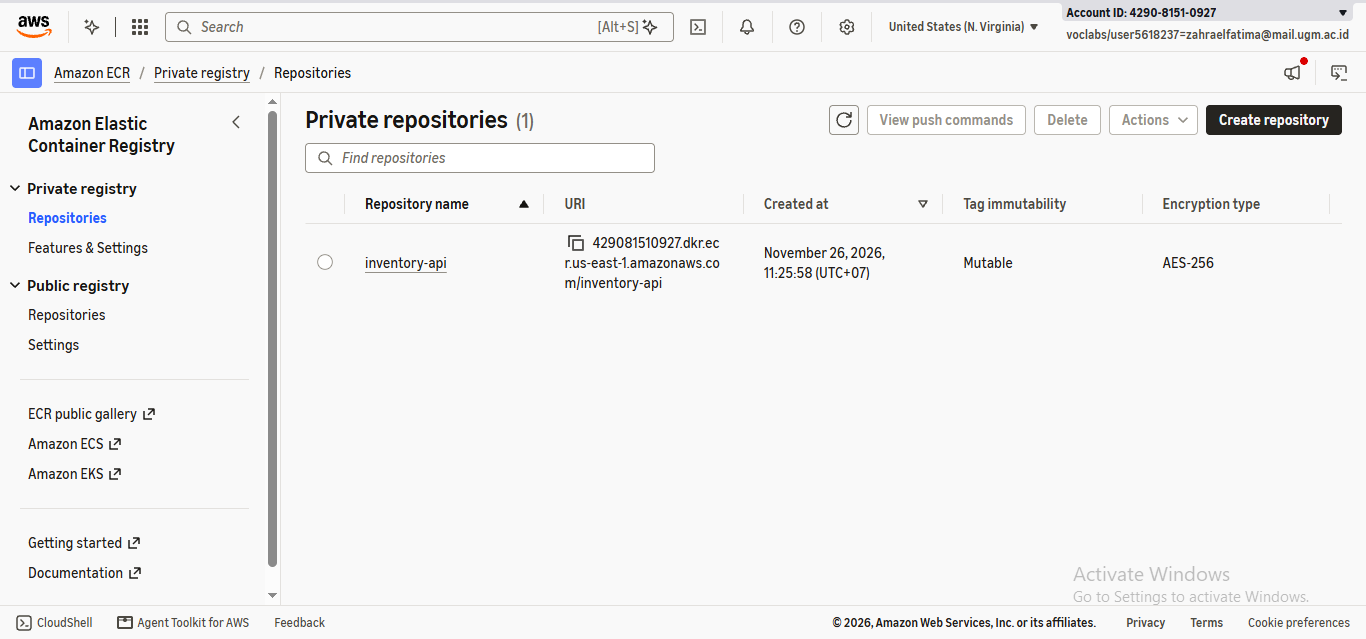 aws
Search
[Alt+S]
United States (N. Virginia)
Account ID: 4290-8151-0927
voclabs/user5618237=zahraelfatima@mail.ugm.ac.id
Amazon ECR / Private registry / Repositories
Amazon Elastic
Container Registry
Private registry
Repositories
Features & Settings
Public registry
Repositories
Settings
ECR public gallery
Amazon ECS
Amazon EKS
Getting started
Documentation
Private repositories (1)
View push commands
Delete
Actions
Create repository
Find repositories
Repository name
URI
Created at
Tag immutability
Encryption type
inventory-api
429081510927.dkr.ec
r.us-east-1.amazonaws.co
m/inventory-api
November 26, 2026,
11:25:58 (UTC+07)
Mutable
AES-256
Activate Windows
Go to Settings to activate Windows.
CloudShell
Agent Toolkit for AWS
Feedback
© 2026, Amazon Web Services, Inc. or its affiliates.
Privacy
Terms
Cookie preferences